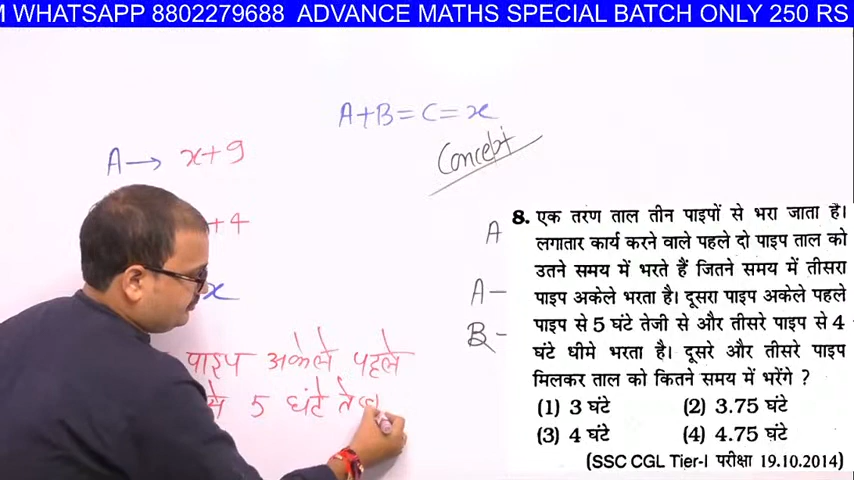 M WHATSAPP 8802279688 ADVANCE MATHS SPECIAL BATCH ONLY 250 RS
A+B=C=x
Concept
A → x+9
+4
x
पाइप अकेले पहले
से 5 घंटे
A
A-
B-
8. एक तरण ताल तीन पाइपों से भरा जाता है।
लगातार कार्य करने वाले पहले दो पाइप ताल को
उतने समय में भरते हैं जितने समय में तीसरा
पाइप अकेले भरता है। दूसरा पाइप अकेले पहले
पाइप से 5 घंटे तेजी से और तीसरे पाइप से 4
घंटे धीमे भरता है। दूसरे और तीसरे पाइप
मिलकर ताल को कितने समय में भरेंगे ?
(1) 3 घंटे (2) 3.75 घंटे
(3) 4 घंटे (4) 4.75 घंटे
(SSC CGL Tier-I परीक्षा 19.10.2014)